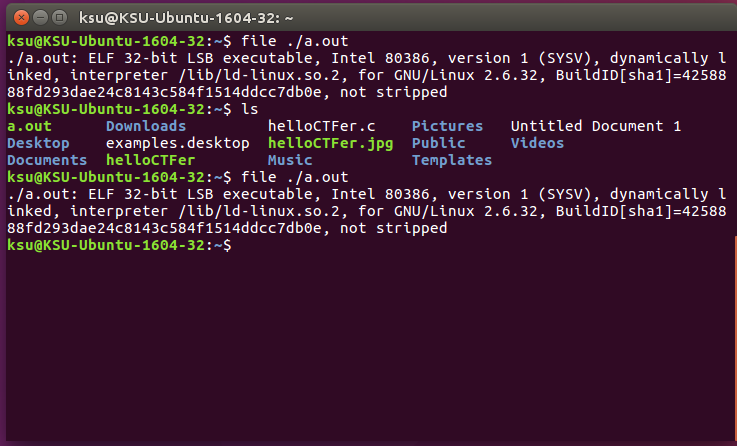 ksu@KSU-Ubuntu-1604-32: ~
ksu@KSU-Ubuntu-1604-32:~$ file ./a.out
./a.out: ELF 32-bit LSB executable, Intel 80386, version 1 (SYSV), dynamically l
inked, interpreter /lib/ld-linux.so.2, for GNU/Linux 2.6.32, BuildID[sha1]=42588
88fd293dae24c8143c584f1514ddcc7db0e, not stripped
ksu@KSU-Ubuntu-1604-32:~$ ls
a.out Downloads helloCTFer.c Pictures Untitled Document 1
Desktop examples.desktop helloCTFer.jpg Public Videos
Documents helloCTFer Music Templates
ksu@KSU-Ubuntu-1604-32:~$ file ./a.out
./a.out: ELF 32-bit LSB executable, Intel 80386, version 1 (SYSV), dynamically l
inked, interpreter /lib/ld-linux.so.2, for GNU/Linux 2.6.32, BuildID[sha1]=42588
88fd293dae24c8143c584f1514ddcc7db0e, not stripped
ksu@KSU-Ubuntu-1604-32:~$